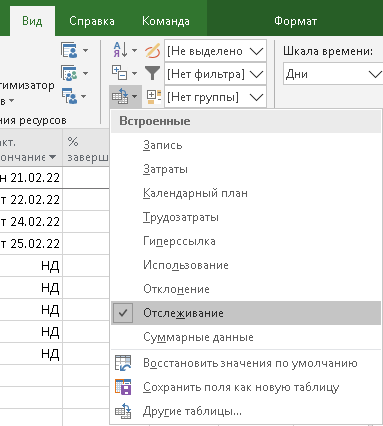 Вид Справка Команда Формат
[Не выделено Шкала времени:
тимизатор [Нет фильтра] Дни
ов [Нет группы]
ния ресурсов
акт. %
ончание заверш
Встроенные
Запись
Затраты
Календарный план
Трудозатраты
Гиперссылка
Использование
Отклонение
Отслеживание
Суммарные данные
Восстановить значения по умолчанию
Сохранить поля как новую таблицу
Другие таблицы...
н 21.02.22
т 22.02.22
т 24.02.22
т 25.02.22
НД
НД
НД
НД
НД